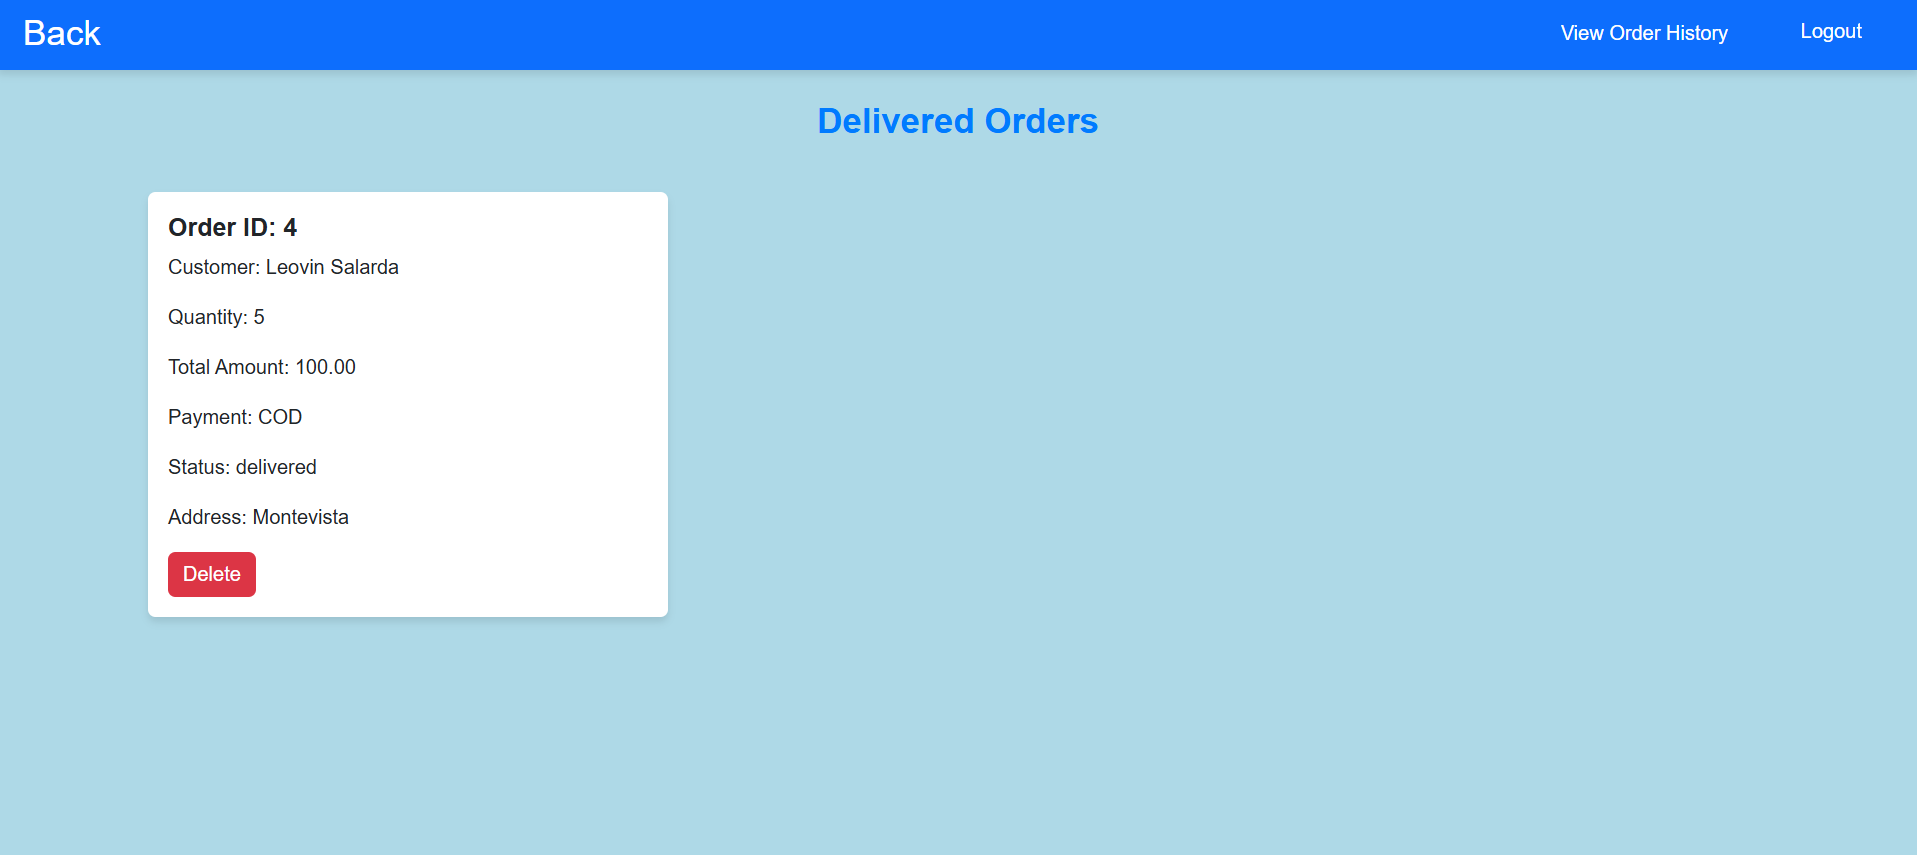 Back
View Order History
Logout
Delivered Orders
Order ID: 4
Customer: Leovin Salarda
Quantity: 5
Total Amount: 100.00
Payment: COD
Status: delivered
Address: Montevista
Delete